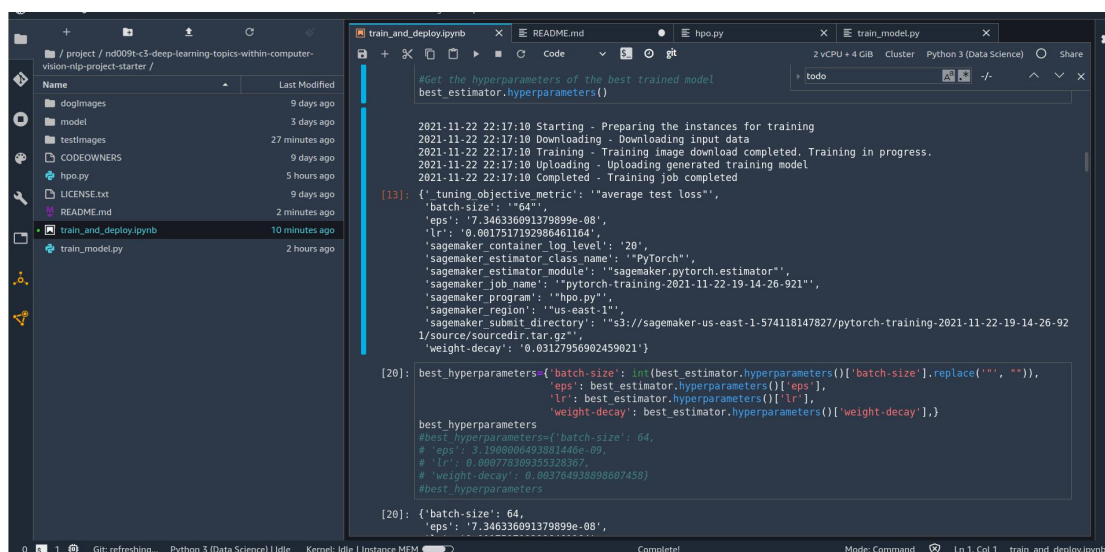 / project / nd009t-c3-deep-learning-topics-within-computer-
vision-nlp-project-starter /
Name Last Modified
dogImages 9 days ago
model 3 days ago
testImages 27 minutes ago
CODEOWNERS 9 days ago
hpo.py 5 hours ago
LICENSE.txt 9 days ago
README.md 2 minutes ago
train_and_deploy.ipynb 10 minutes ago
train_model.py 2 hours ago
train_and_deploy.ipynb README.md hpo.py train_model.py
Code git 2 vCPU + 4 GiB Cluster Python 3 (Data Science) Share
todo -/-
#Get the hyperparameters of the best trained model
best_estimator.hyperparameters()
2021-11-22 22:17:10 Starting - Preparing the instances for training
2021-11-22 22:17:10 Downloading - Downloading input data
2021-11-22 22:17:10 Training - Training image download completed. Training in progress.
2021-11-22 22:17:10 Uploading - Uploading generated training model
2021-11-22 22:17:10 Completed - Training job completed
[13]: {'_tuning_objective_metric': '"average test loss"',
'batch-size': '"64"',
'eps': '7.346336091379899e-08',
'lr': '0.0017517192986461164',
'sagemaker_container_log_level': '20',
'sagemaker_estimator_class_name': '"PyTorch"',
'sagemaker_estimator_module': '"sagemaker.pytorch.estimator"',
'sagemaker_job_name': '"pytorch-training-2021-11-22-19-14-26-921"',
'sagemaker_program': '"hpo.py"',
'sagemaker_region': '"us-east-1"',
'sagemaker_submit_directory': '"s3://sagemaker-us-east-1-574118147827/pytorch-training-2021-11-22-19-14-26-92
1/source/sourcedir.tar.gz"',
'weight-decay': '0.03127956902459021'}
[20]: best_hyperparameters={'batch-size': int(best_estimator.hyperparameters()['batch-size'].replace('"', "")),
'eps': best_estimator.hyperparameters()['eps'],
'lr': best_estimator.hyperparameters()['lr'],
'weight-decay': best_estimator.hyperparameters()['weight-decay'],}
best_hyperparameters
#best_hyperparameters={'batch-size': 64,
# 'eps': 3.1900006493881446e-09,
# 'lr': 0.000778309355328367,
# 'weight-decay': 0.003764938898607458}
#best_hyperparameters
[20]: {'batch-size': 64,
'eps': '7.346336091379899e-08',
0 1 Git: refreshing... Python 3 (Data Science) | Idle Kernel: Idle | Instance MEM Complete! Mode: Command Ln 1, Col 1 train_and_deploy.ipynb